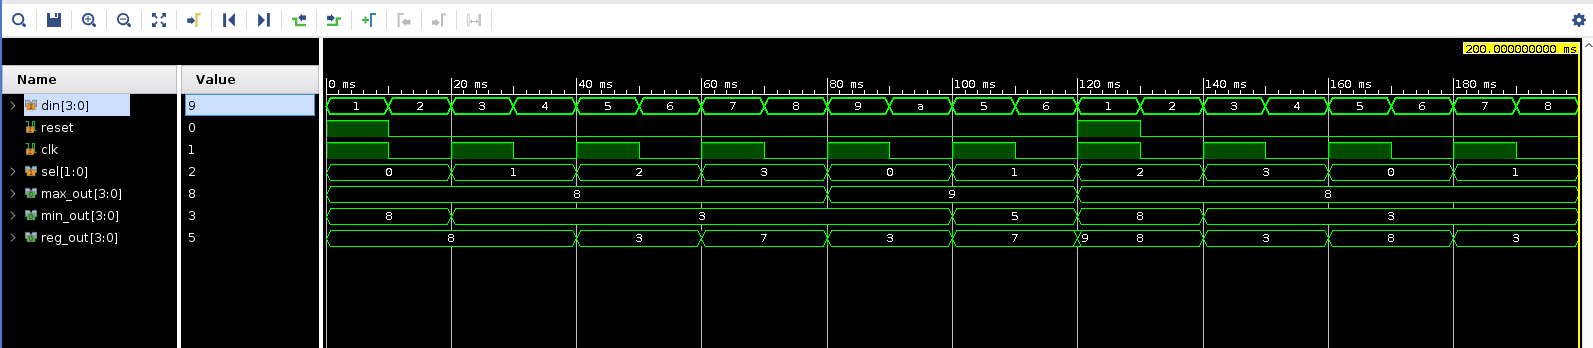 200.000000000 ms
Name Value 0 ms 20 ms 40 ms 60 ms 80 ms 100 ms 120 ms 140 ms 160 ms 180 ms
din[3:0] 9 1 2 3 4 5 6 7 8 9 a 5 6 1 2 3 4 5 6 7 8
reset 0
clk 1
sel[1:0] 2 0 1 2 3 0 1 2 3 0 1
max_out[3:0] 8 8 9 8
min_out[3:0] 3 8 3 5 8 3
reg_out[3:0] 5 8 3 7 3 7 9 8 3 8 3